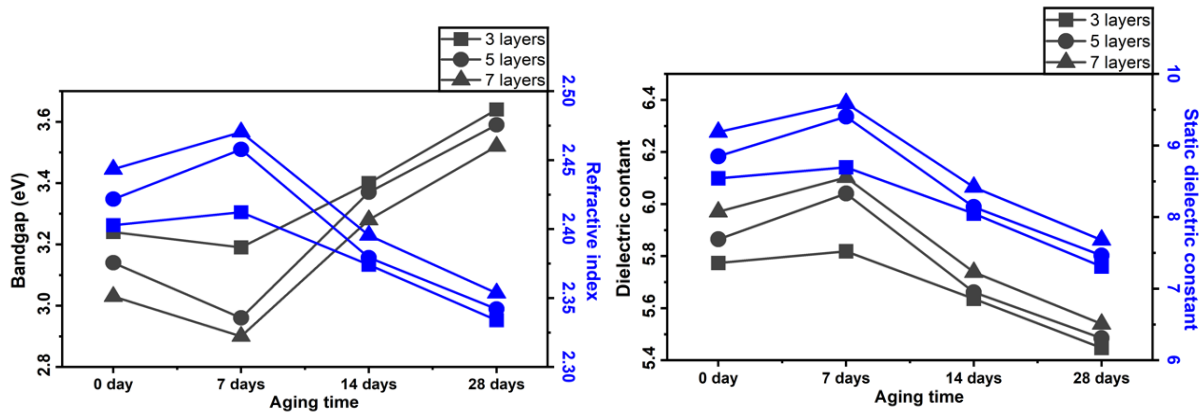 3 layers
5 layers
7 layers
Bandgap (eV)
3.6
3.4
3.2
3.0
2.8
2.50
2.45
2.40
2.35
2.30
Refractive index
0 day
7 days
14 days
28 days
Aging time
3 layers
5 layers
7 layers
Dielectric contant
6.4
6.2
6.0
5.8
5.6
5.4
10
9
8
7
6
Static dielectric constant
0 day
7 days
14 days
28 days
Aging time